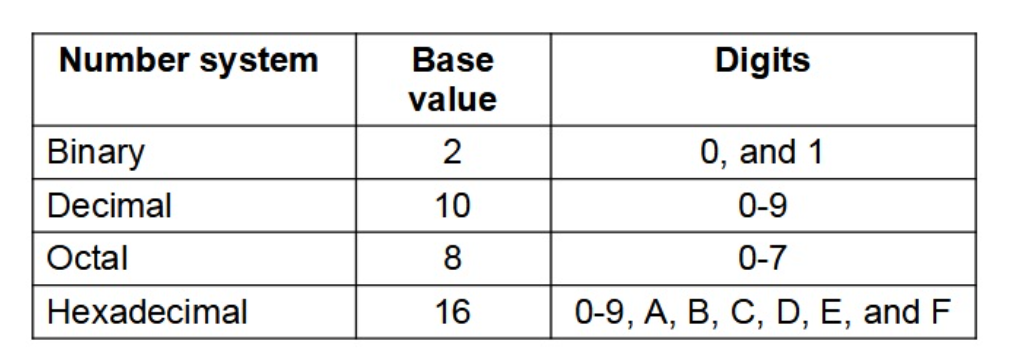 Number system Base value Digits
Binary 2 0, and 1
Decimal 10 0-9
Octal 8 0-7
Hexadecimal 16 0-9, A, B, C, D, E, and F